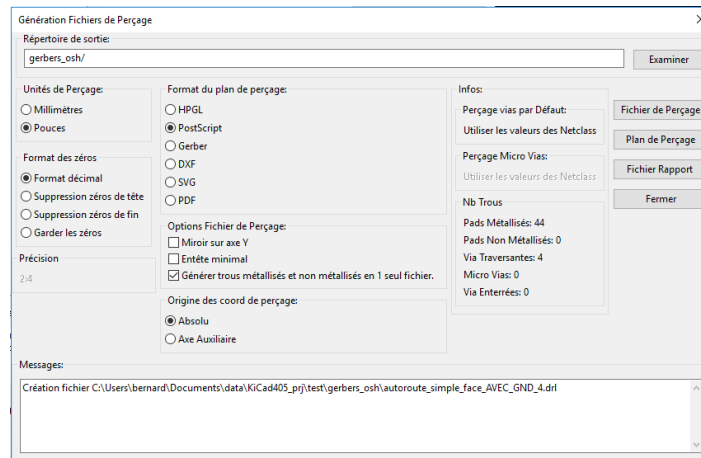 Génération Fichiers de Perçage
Répertoire de sortie:
gerbers_osh/
Examiner
Unités de Perçage:
Millimètres
Pouces
Format des zéros
Format décimal
Suppression zéros de tête
Suppression zéros de fin
Garder les zéros
Précision
2:4
Format du plan de perçage:
HPGL
PostScript
Gerber
DXF
SVG
PDF
Options Fichier de Perçage:
Miroir sur axe Y
Entête minimal
Générer trous métallisés et non métallisés en 1 seul fichier.
Origine des coord de perçage:
Absolu
Axe Auxiliaire
Infos:
Perçage vias par Défaut:
Utiliser les valeurs des Netclass
Perçage Micro Vias:
Utiliser les valeurs des Netclass
Nb Trous
Pads Métallisés: 44
Pads Non Métallisés: 0
Via Traversantes: 4
Micro Vias: 0
Via Enterrées: 0
Fichier de Perçage
Plan de Perçage
Fichier Rapport
Fermer
Messages:
Création fichier C:\Users\bernard\Documents\data\KiCad405_prj\test\gerbers_osh\autoroute_simple_face_AVEC_GND_4.drl